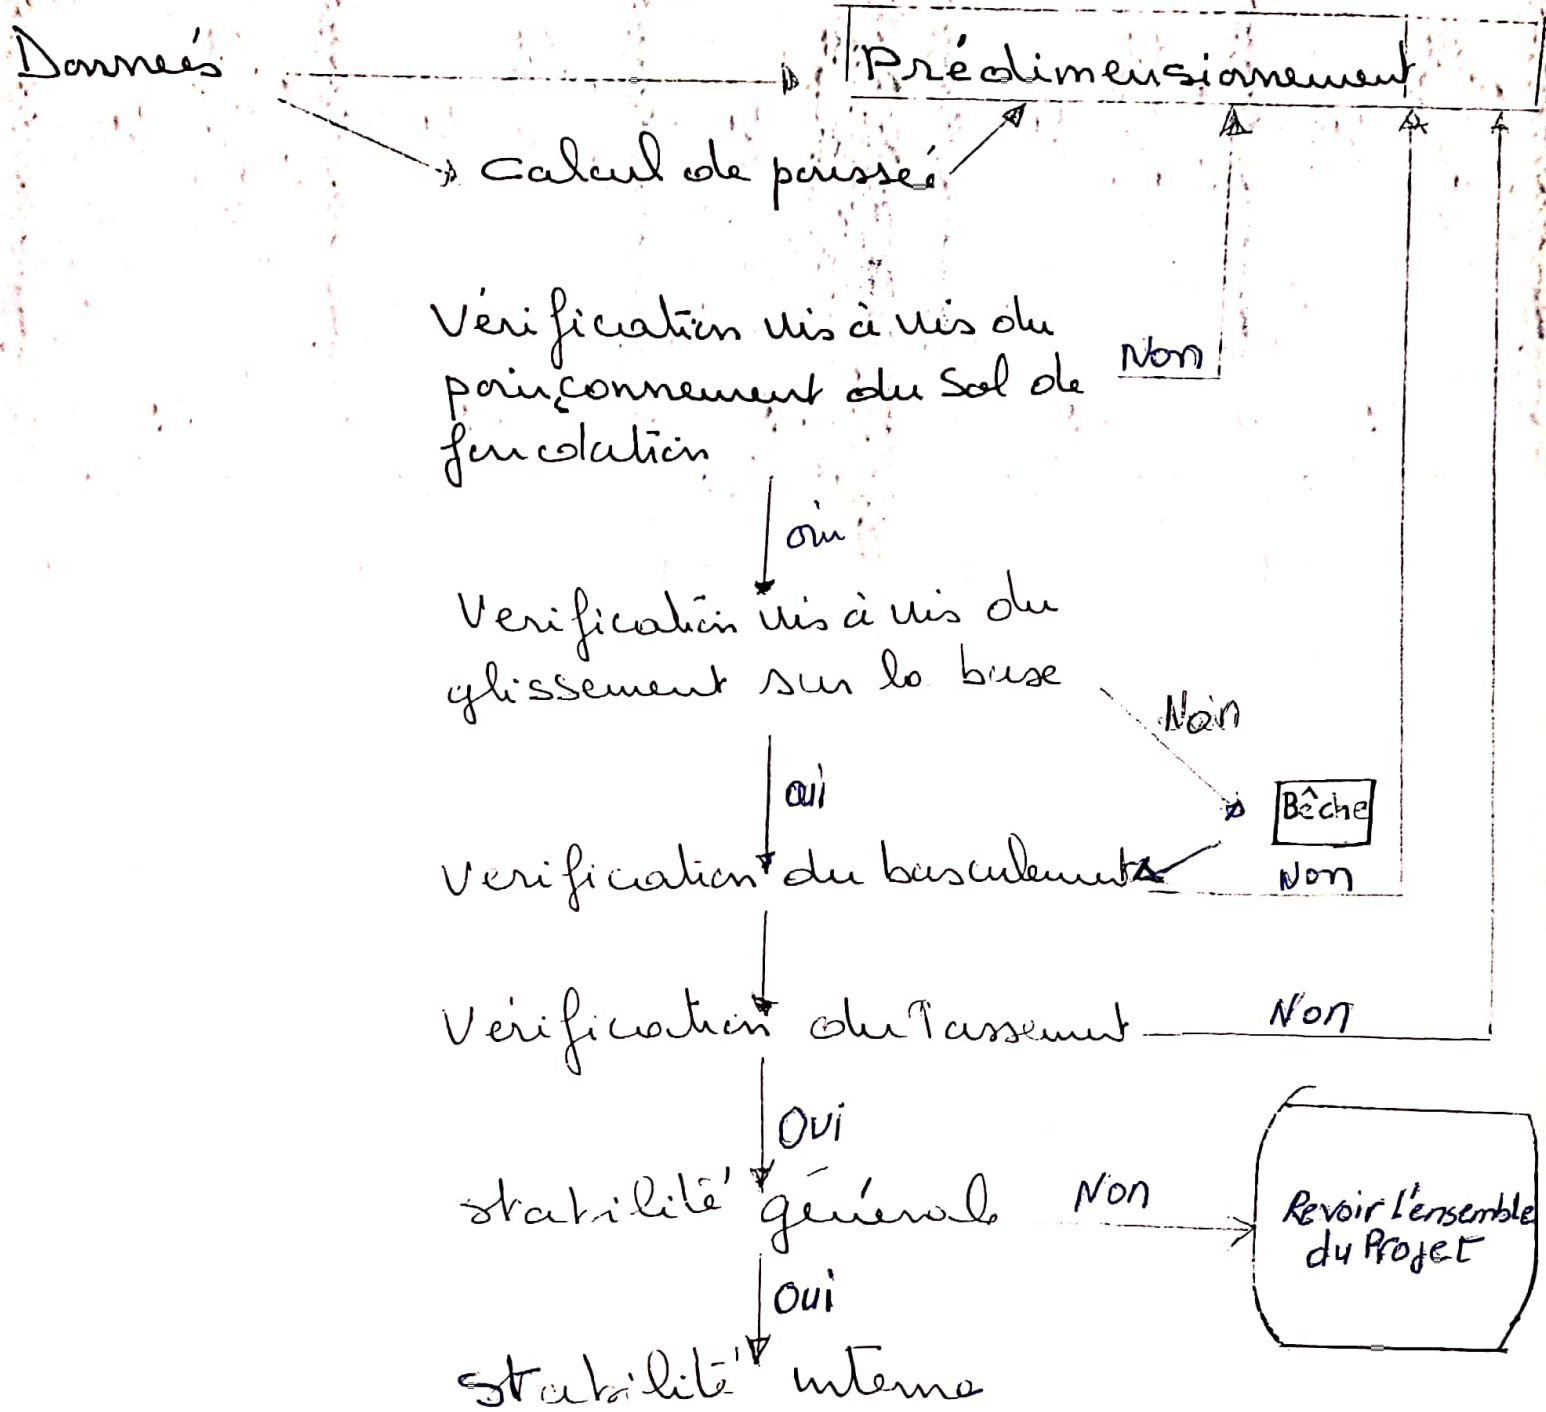 Données
Prédimensionnement
Calcul de poussée
Vérification vis à vis du
poinçonnement du Sol de
fondation
Non
oui
Verification vis à vis du
glissement sur la base
Non
oui
Bêche
Verification du basculement
Non
Vérification du Tassement
Non
Oui
stabilité générale
Non
Revoir l'ensemble
du Projet
Oui
stabilité interne